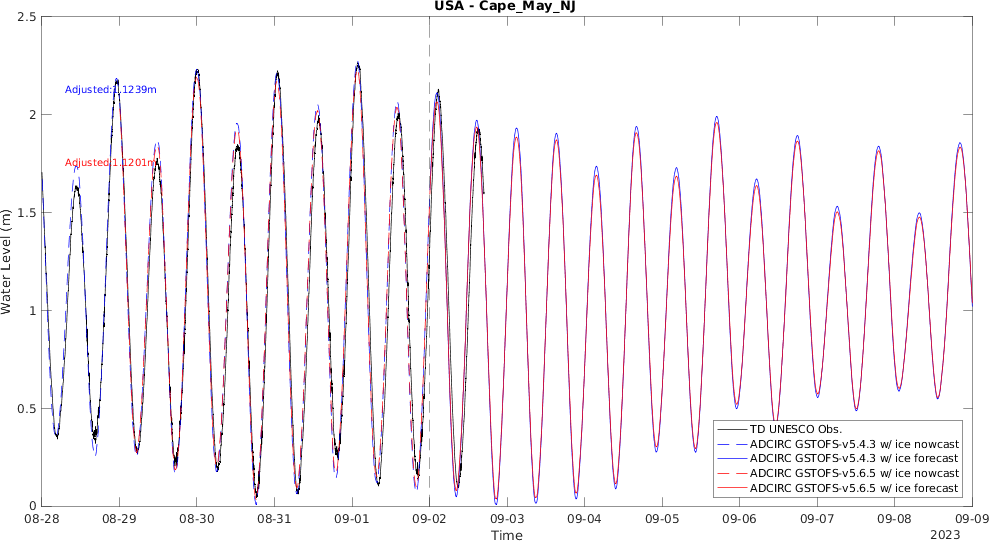 USA - Cape_May_NJ
2.5
2
1.5
1
0.5
0
Water Level (m)
Adjusted:1.1239m
Adjusted:1.1201m
TD UNESCO Obs.
ADCIRC GSTOFS-v5.4.3 w/ ice nowcast
ADCIRC GSTOFS-v5.4.3 w/ ice forecast
ADCIRC GSTOFS-v5.6.5 w/ ice nowcast
ADCIRC GSTOFS-v5.6.5 w/ ice forecast
08-28 08-29 08-30 08-31 09-01 09-02 09-03 09-04 09-05 09-06 09-07 09-08 09-09
Time
2023